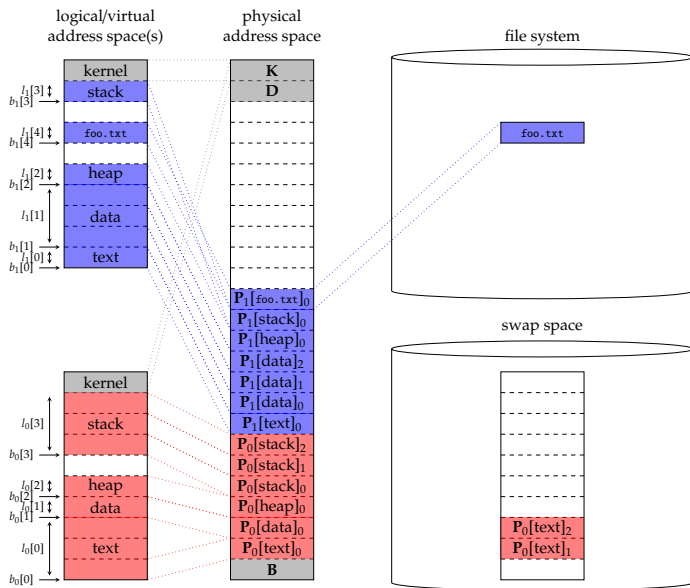 logical/virtual
address space(s)
physical
address space
file system
kernel
stack
foo.txt
heap
data
text
l₁[3]
b₁[3]
l₁[4]
b₁[4]
l₁[2]
b₁[2]
l₁[1]
b₁[1]
l₁[0]
b₁[0]
K
D
P₁[foo.txt]₀
P₁[stack]₀
P₁[heap]₀
P₁[data]₂
P₁[data]₁
P₁[data]₀
P₁[text]₀
P₀[stack]₂
P₀[stack]₁
P₀[stack]₀
P₀[heap]₀
P₀[data]₀
P₀[text]₀
B
foo.txt
swap space
kernel
stack
heap
data
text
l₀[3]
b₀[3]
l₀[2]
b₀[2]
l₀[1]
b₀[1]
l₀[0]
b₀[0]
P₀[text]₂
P₀[text]₁